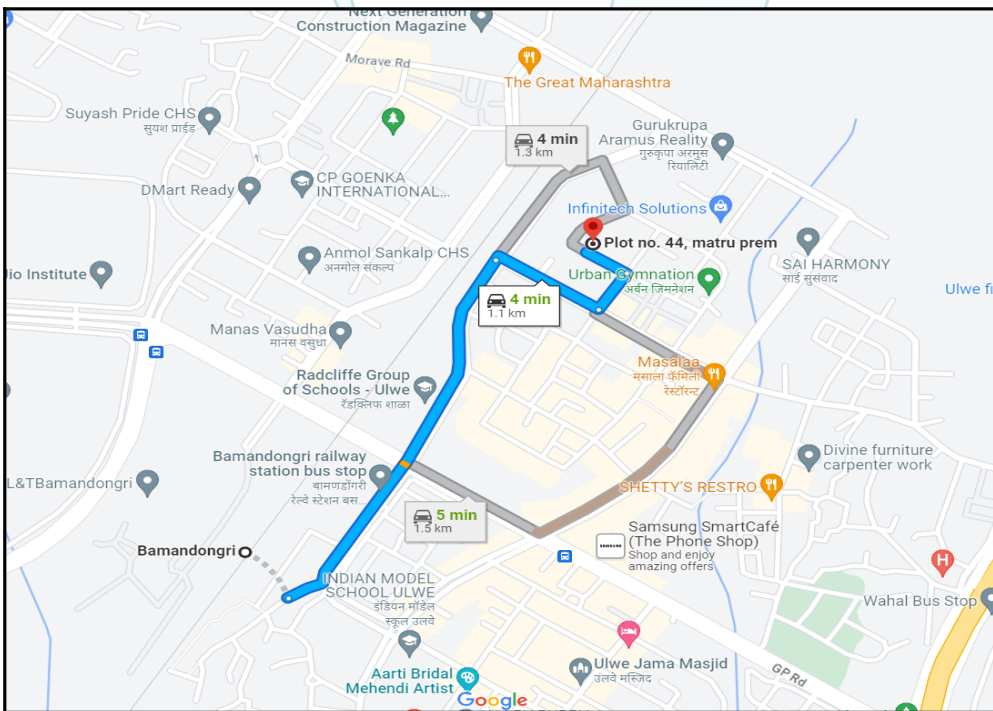 Next Generation
Construction Magazine
Morave Rd
The Great Maharashtra
Suyash Pride CHS
सुयश प्राईड
4 min
1.3 km
Gurukrupa
Aramus Reality
गुरुकृपा अरमुस
रियालिटी
CP GOENKA
INTERNATIONAL...
DMart Ready
Infinitech Solutions
Plot no. 44, matru prem
Anmol Sankalp CHS
अनमोल संकल्प
SAI HARMONY
साई सुसंवाद
Jio Institute
Urban Gymnation
अर्बन जिमनेशन
Ulwe fi
4 min
1.1 km
Manas Vasudha
मानस वसुधा
Masalaa
मसाला फॅमिली
रेस्टॉरन्ट
Radcliffe Group
of Schools - Ulwe
रॅडक्लिफ शाळा
Bamandongri railway
station bus stop
बामणडोंगरी
रेल्वे स्टेशन बस...
Divine furniture
carpenter work
L&TBamandongri
SHETTY'S RESTRO
5 min
1.5 km
Samsung SmartCafé
(The Phone Shop)
Shop and enjoy
amazing offers
SAMSUNG
Bamandongri
H
INDIAN MODEL
SCHOOL ULWE
इंडियन मॉडेल
स्कूल उलवे
Wahal Bus Stop
Ulwe Jama Masjid
उलवे मस्जिद
GP Rd
Aarti Bridal
Mehendi Artist
Google